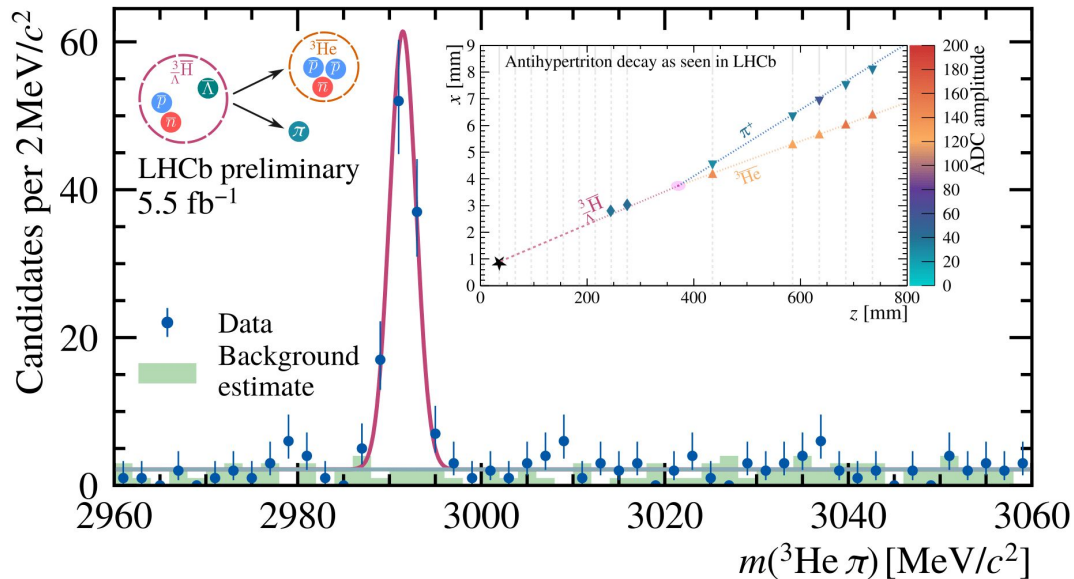 Candidates per 2 MeV/c²
60
40
20
0
2960
2980
3000
3020
3040
3060
m(³He π) [MeV/c²]
³_Λ̅H̅
Λ̅
p̅
n̅
³H̅e̅
p̅ p̅
n̅
π
LHCb preliminary
5.5 fb⁻¹
Data
Background
estimate
Antihypertriton decay as seen in LHCb
x [mm]
9
8
7
6
5
4
3
2
1
0
0
200
400
600
800
z [mm]
π⁺
³H̅e̅
³_Λ̅H̅
200
180
160
140
120
100
80
60
40
20
0
ADC amplitude